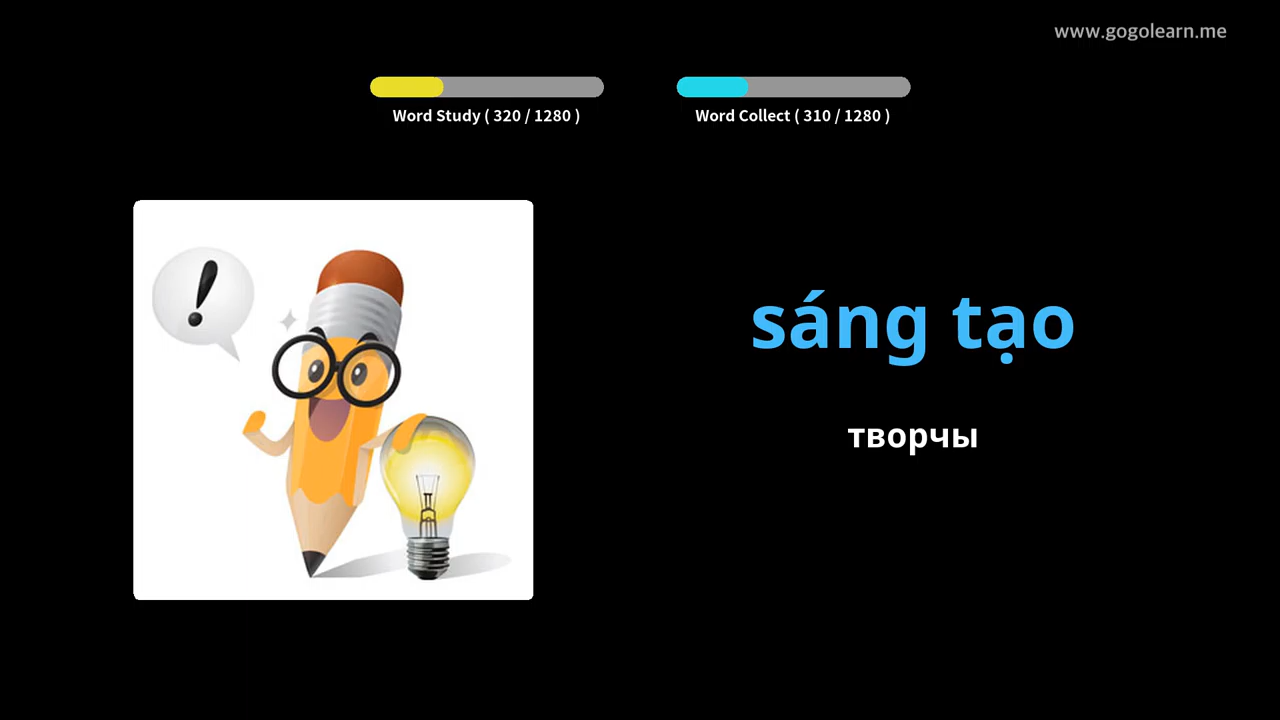 www.gogolearn.me
Word Study ( 320 / 1280 )
Word Collect ( 310 / 1280 )
!
sáng tạo
творчы